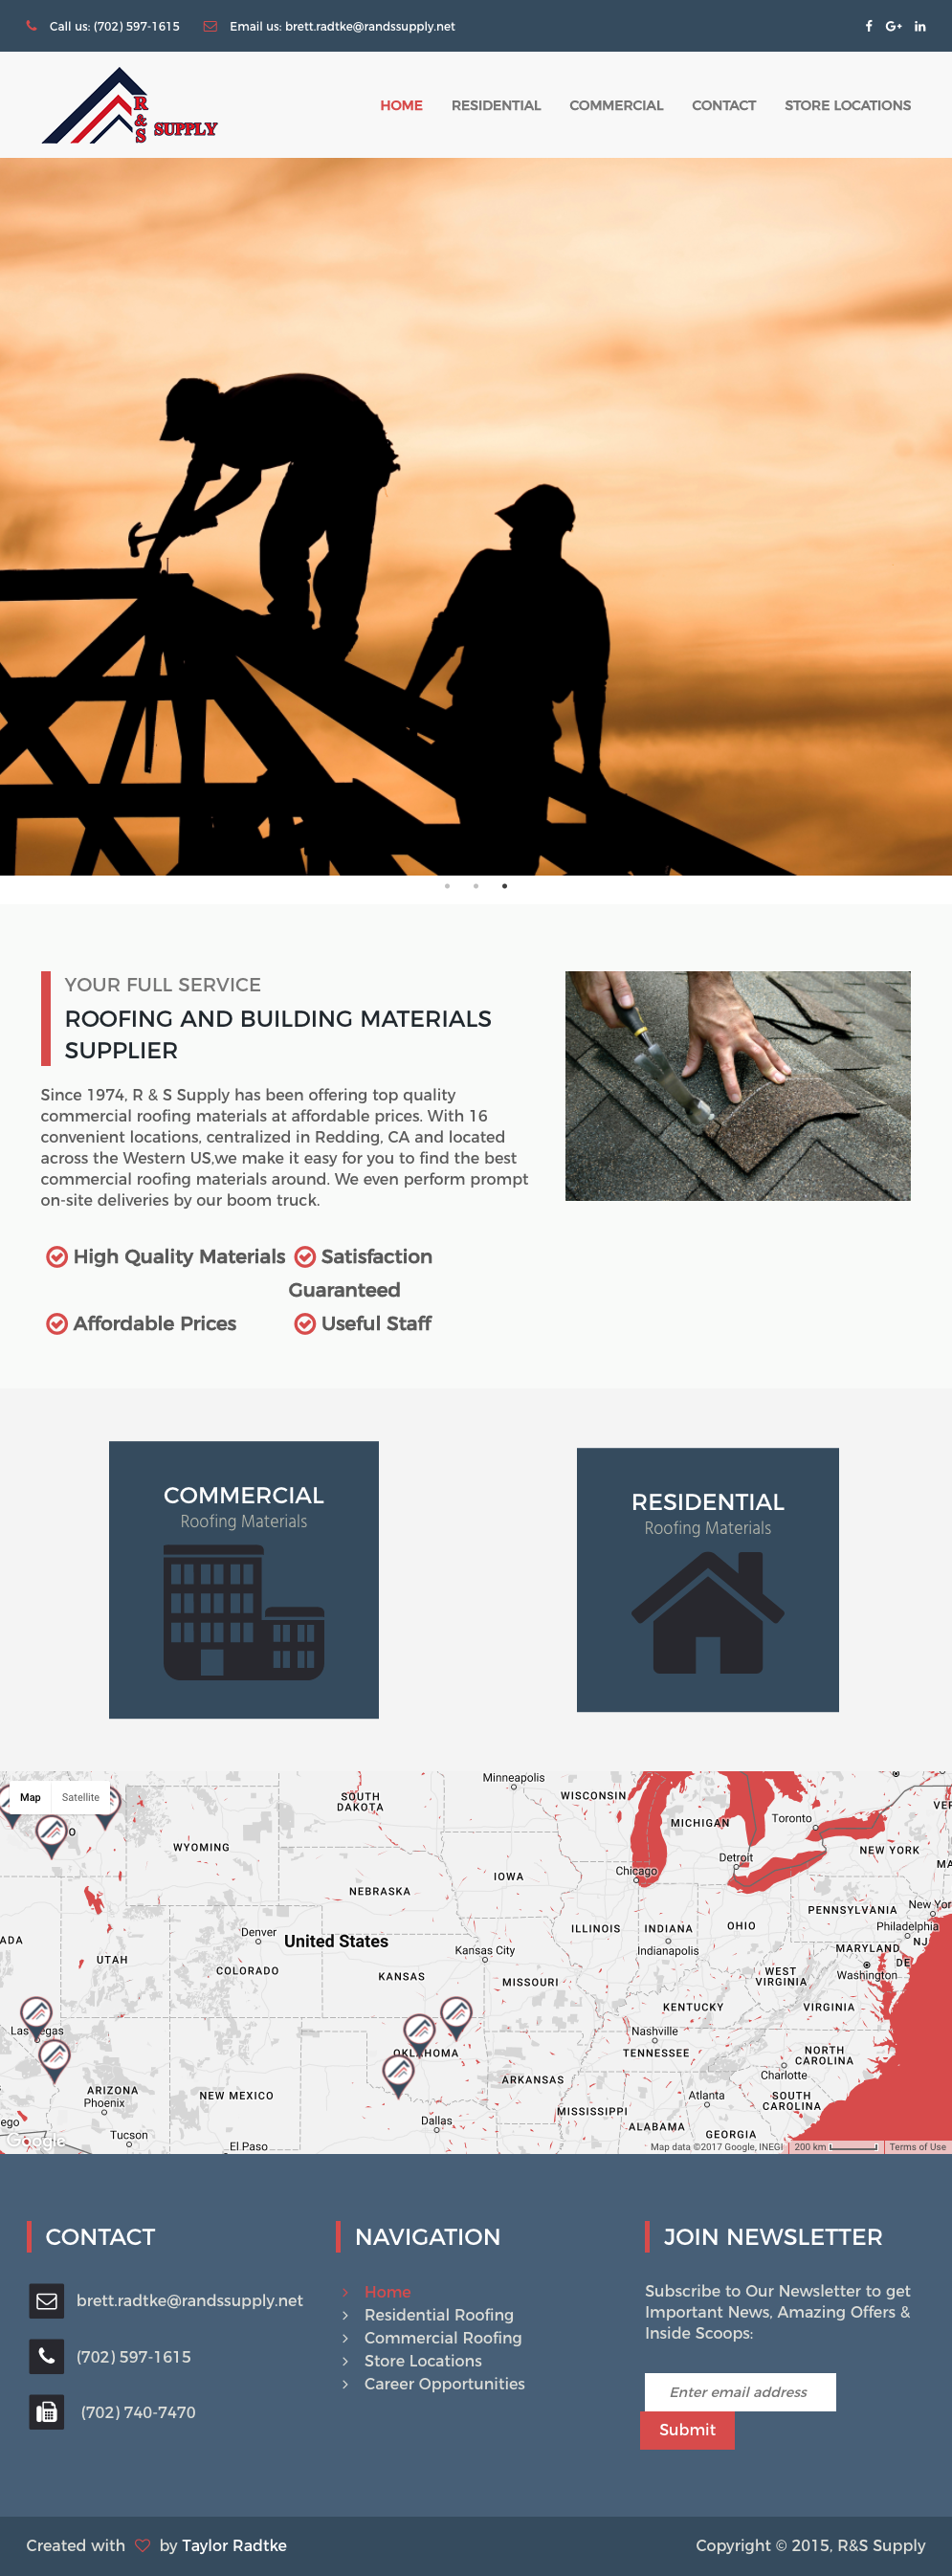 Call us: (702) 597-1615
Email us: brett.radtke@randssupply.net
R
&
S SUPPLY
HOME
RESIDENTIAL
COMMERCIAL
CONTACT
STORE LOCATIONS
YOUR FULL SERVICE
ROOFING AND BUILDING MATERIALS
SUPPLIER
Since 1974, R & S Supply has been offering top quality
commercial roofing materials at affordable prices. With 16
convenient locations, centralized in Redding, CA and located
across the Western US,we make it easy for you to find the best
commercial roofing materials around. We even perform prompt
on-site deliveries by our boom truck.
High Quality Materials
Satisfaction
Guaranteed
Affordable Prices
Useful Staff
COMMERCIAL
Roofing Materials
RESIDENTIAL
Roofing Materials
Map
Satellite
Minneapolis
SOUTH
DAKOTA
WISCONSIN
MICHIGAN
Toronto
VER
O
WYOMING
Detroit
NEW YORK
Chicago
MA
IOWA
NEBRASKA
PENNSYLVANIA
New Yor
Philadelphia
ILLINOIS
INDIANA
OHIO
NJ
ADA
Denver
United States
Kansas City
Indianapolis
MARYLAND
DE
UTAH
COLORADO
KANSAS
MISSOURI
WEST
VIRGINIA
Washington
KENTUCKY
VIRGINIA
Las Vegas
Nashville
OKLAHOMA
TENNESSEE
NORTH
CAROLINA
Charlotte
ARKANSAS
ARIZONA
NEW MEXICO
Phoenix
Atlanta
SOUTH
CAROLINA
MISSISSIPPI
ego
Dallas
ALABAMA
GEORGIA
Tucson
El Paso
Google
Map data ©2017 Google, INEGI
200 km
Terms of Use
CONTACT
brett.radtke@randssupply.net
(702) 597-1615
(702) 740-7470
NAVIGATION
Home
Residential Roofing
Commercial Roofing
Store Locations
Career Opportunities
JOIN NEWSLETTER
Subscribe to Our Newsletter to get
Important News, Amazing Offers &
Inside Scoops:
Enter email address
Submit
Created with by Taylor Radtke
Copyright © 2015, R&S Supply